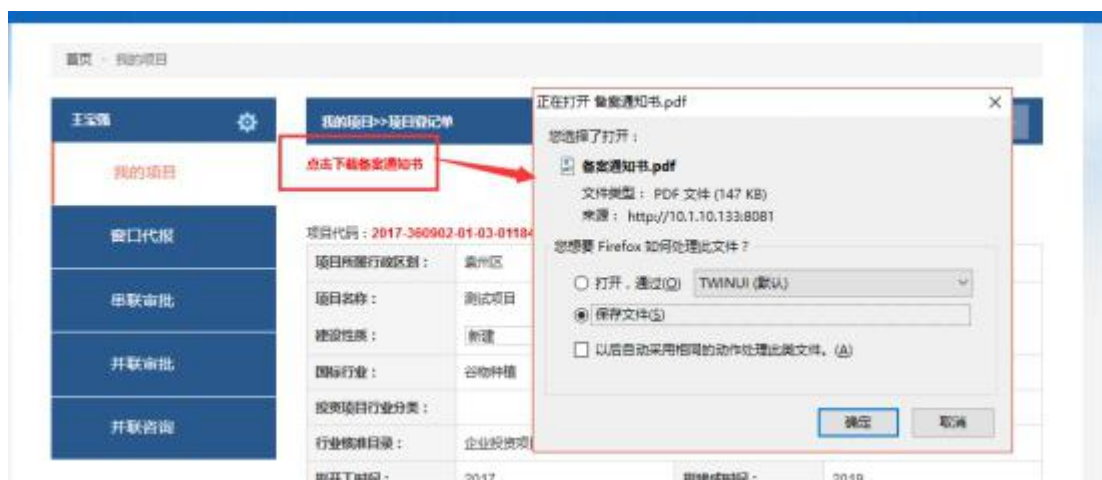 首页 > 我的项目
王宝强
我的项目
窗口代报
串联审批
并联审批
并联咨询
我的项目>>项目登记单
点击下载备案通知书
项目代码：2017-360902-01-03-01184
项目所属行政区划： 袁州区
项目名称： 测试项目
建设性质： 新建
国标行业： 谷物种植
投资项目行业分类：
行业核准目录： 企业投资项
拟开工时间： 2017 拟建成时间： 2019
正在打开 备案通知书.pdf
您选择了打开：
备案通知书.pdf
文件类型： PDF 文件 (147 KB)
来源： http://10.1.10.133:8081
您想要 Firefox 如何处理此文件？
打开，通过(O) TWINUI (默认)
保存文件(S)
以后自动采用相同的动作处理此类文件。(A)
确定 取消